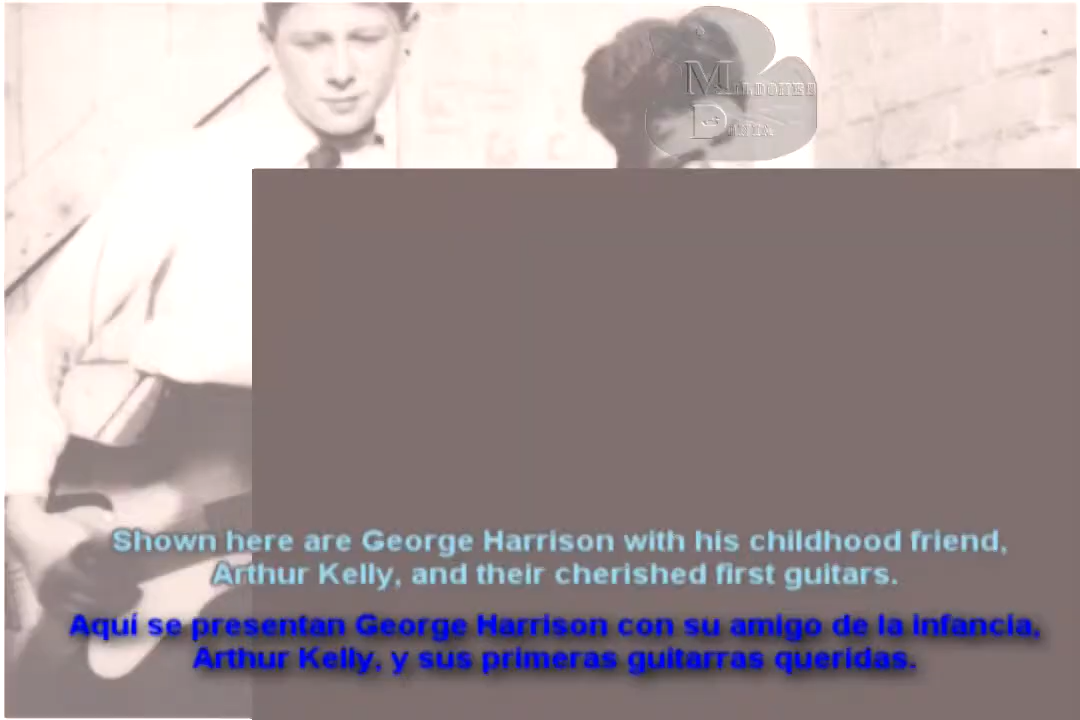 Shown here are George Harrison with his childhood friend,
Arthur Kelly, and their cherished first guitars.
Aquí se presentan George Harrison con su amigo de la infancia,
Arthur Kelly, y sus primeras guitarras queridas.